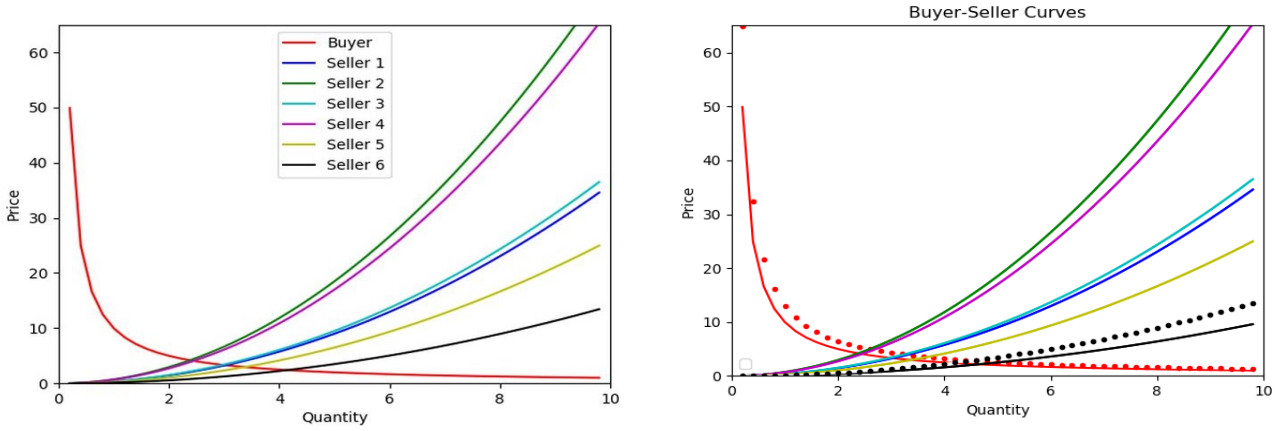 60
50
40
30
20
10
0
Price
Buyer
Seller 1
Seller 2
Seller 3
Seller 4
Seller 5
Seller 6
0 2 4 6 8 10
Quantity
Buyer-Seller Curves
60
50
40
30
20
10
0
Price
0 2 4 6 8 10
Quantity